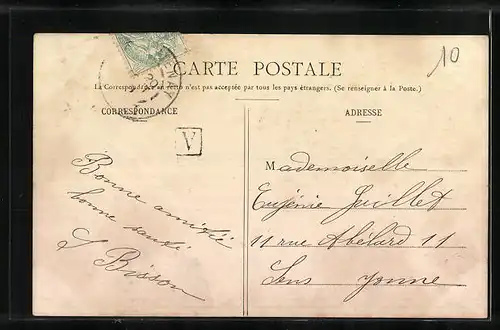 10
CARTE POSTALE
La Correspondance au recto n'est pas acceptée par tous les pays étrangers. (Se renseigner à la Poste.)
CORRESPONDANCE
ADRESSE
V
Bonne amitié
bonne santé
Bisson
Mademoiselle
Eugénie Juillet
11 rue Abélard 11
Sens Yonne